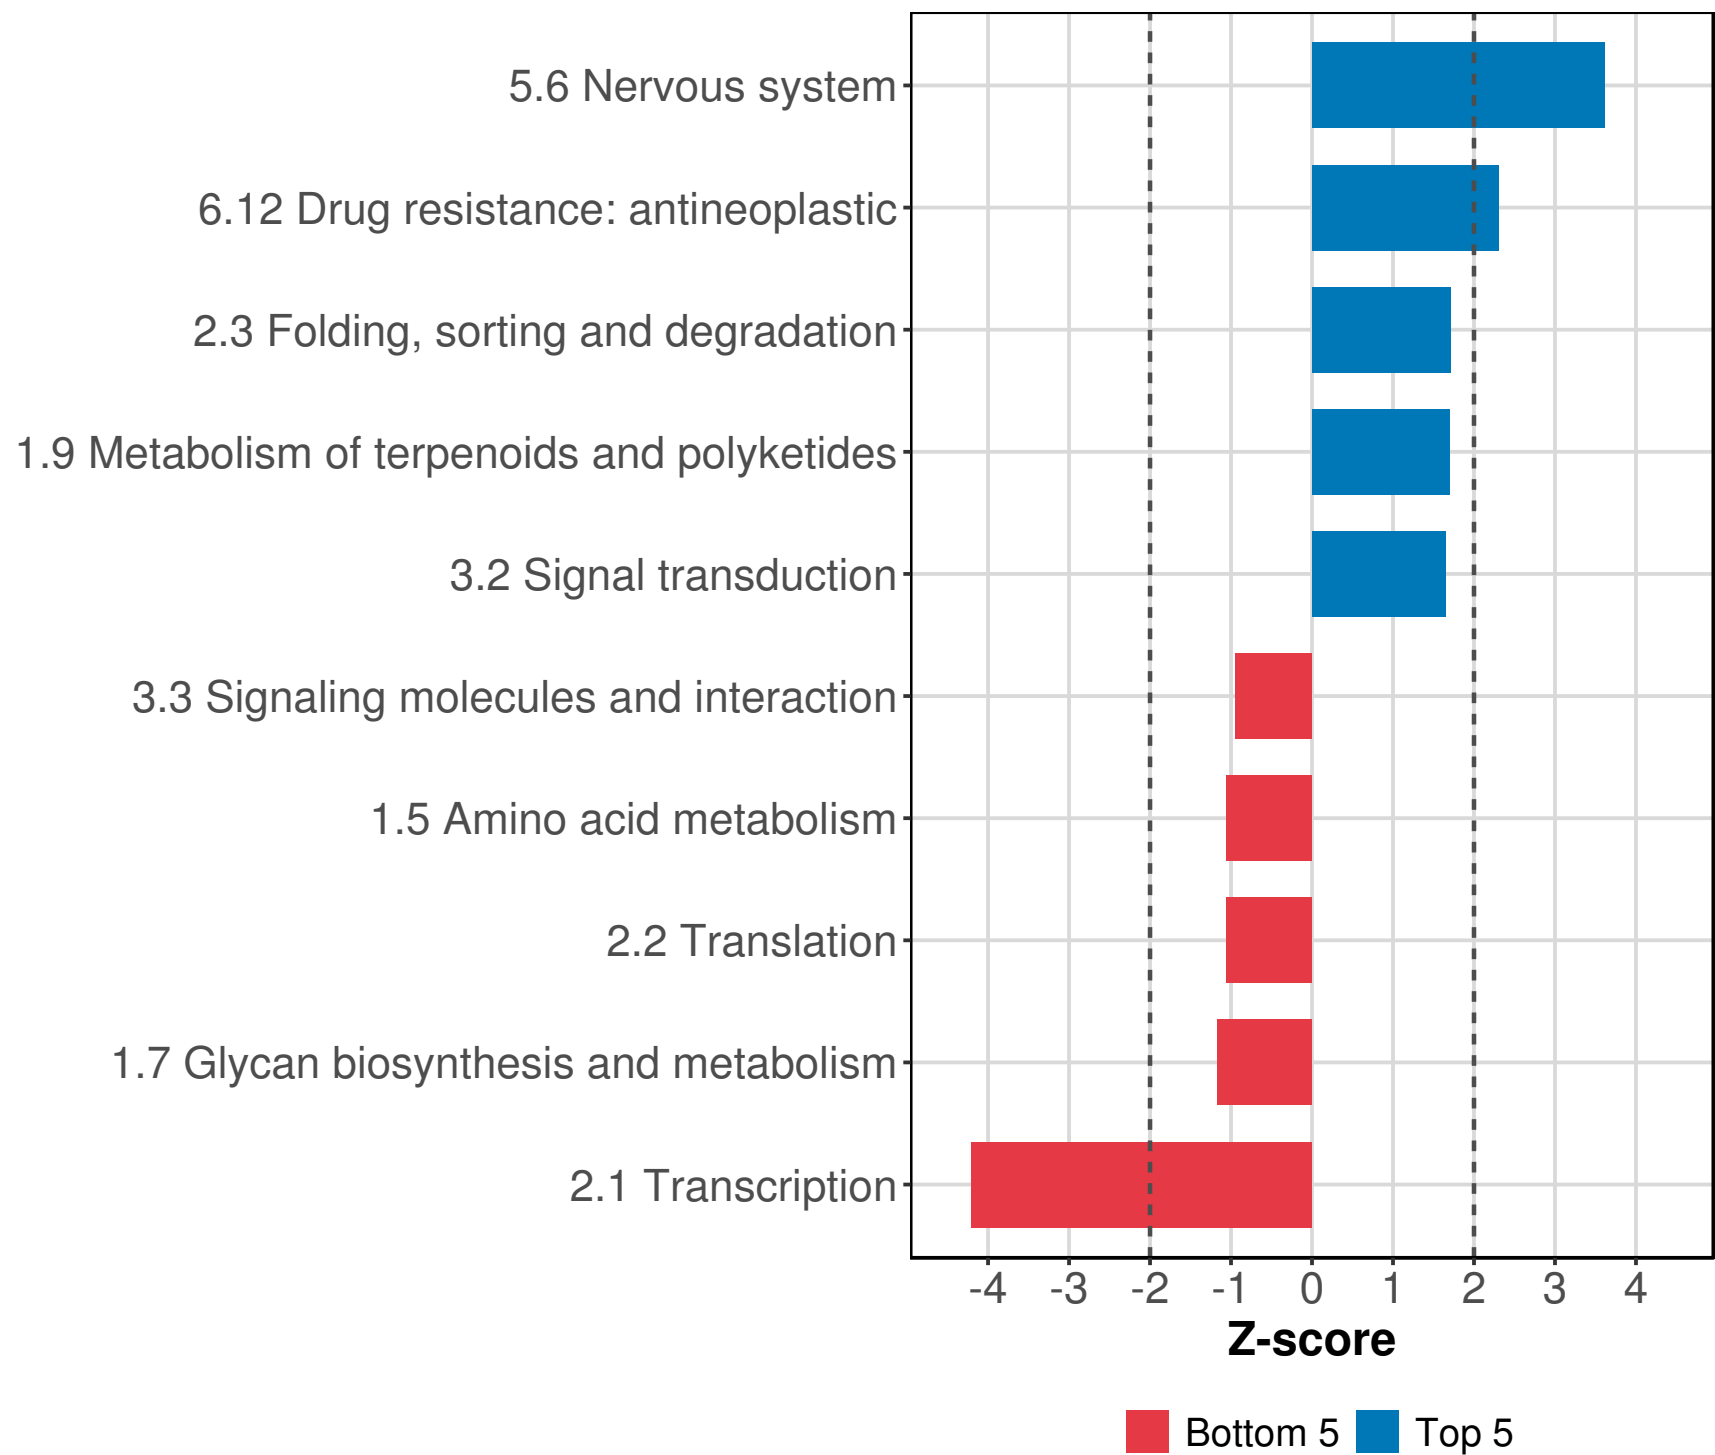 5.6 Nervous system
6.12 Drug resistance: antineoplastic
2.3 Folding, sorting and degradation
1.9 Metabolism of terpenoids and polyketides
3.2 Signal transduction
3.3 Signaling molecules and interaction
1.5 Amino acid metabolism
2.2 Translation
1.7 Glycan biosynthesis and metabolism
2.1 Transcription
-4 -3 -2 -1 0 1 2 3 4
Z-score
Bottom 5 Top 5